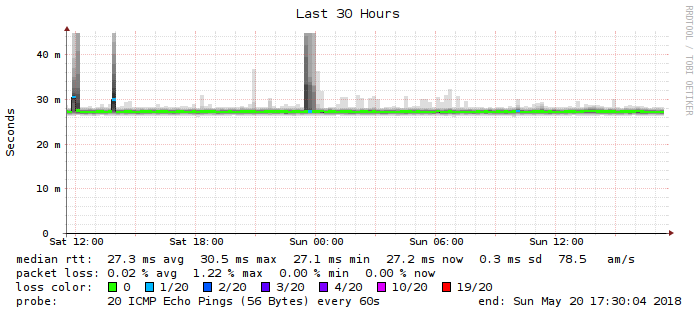 Last 30 Hours
RRDTOOL / TOBI OETIKER
Seconds
40 m
30 m
20 m
10 m
0
Sat 12:00 Sat 18:00 Sun 00:00 Sun 06:00 Sun 12:00
median rtt: 27.3 ms avg 30.5 ms max 27.1 ms min 27.2 ms now 0.3 ms sd 78.5 am/s
packet loss: 0.02 % avg 1.22 % max 0.00 % min 0.00 % now
loss color: 0 1/20 2/20 3/20 4/20 10/20 19/20
probe: 20 ICMP Echo Pings (56 Bytes) every 60s end: Sun May 20 17:30:04 2018